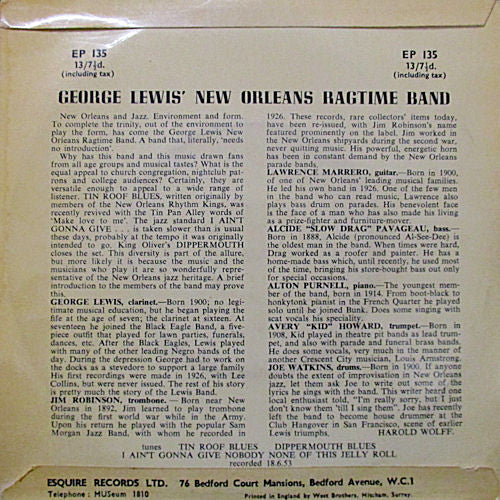 EP 135
13/7½d.
(including tax)
EP 135
13/7½d.
(including tax)
GEORGE LEWIS' NEW ORLEANS RAGTIME BAND
New Orleans and Jazz. Environment and form.
To complete the trinity, out of the environment to
play the form, has come the George Lewis New
Orleans Ragtime Band. A band that, literally, 'needs
no introduction'.
Why has this band and this music drawn fans
from all age groups and musical tastes? What is the
equal appeal to church congregation, nightclub pat-
rons and college audiences? Certainly, they are
versatile enough to appeal to a wide range of
listener. TIN ROOF BLUES, written originally by
members of the New Orleans Rhythm Kings, was
recently revived with the Tin Pan Alley words of
'Make love to me'. The jazz standard I AIN'T
GONNA GIVE . . . . is taken slower than is usual
these days, probably at the tempo it was originally
intended to go. King Oliver's DIPPERMOUTH
closes the set. This diversity is part of the allure,
but more likely it is because the music and the
musicians who play it are so wonderfully repre-
sentative of the New Orleans jazz heritage. A brief
introduction to the members of the band may prove
this.
GEORGE LEWIS, clarinet.—Born 1900; no legi-
timate musical education, but he began playing the
fife at the age of seven; the clarinet at sixteen. At
seventeen he joined the Black Eagle Band, a five-
piece outfit that played for lawn parties, funerals,
dances, etc. After the Black Eagles, Lewis played
with many of the other leading Negro bands of the
day. During the depression George had to work on
the docks as a stevedore to support a large family
His first recordings were made in 1926, with Lee
Collins, but were never issued. The rest of his story
is pretty much the story of the Lewis Band.
JIM ROBINSON, trombone. — Born near New
Orleans in 1892, Jim learned to play trombone
during the first world war while in the Army.
Upon his return he played with the popular Sam
Morgan Jazz Band, with whom he recorded in
1926. These records, rare collectors' items today,
have been re-issued, with Jim Robinson's name
featured prominently on the label. Jim worked in
the New Orleans shipyards during the second war,
never quitting music. His powerful, energetic horn
has been in constant demand by the New Orleans
parade bands.
LAWRENCE MARRERO, guitar.—Born in 1900,
of one of New Orleans' leading musical families.
He led his own band in 1926. One of the few men
in the band who can read music, Lawrence also
plays bass drum on parades. His benevolent face
is the face of a man who has also made his living
as a prize-fighter and furniture-mover.
ALCIDE "SLOW DRAG" PAVAGEAU, bass.—
Born in 1888, Alcide (pronounced Al-See-Dee) is
the oldest man in the band. When times were hard,
Drag worked as a roofer and painter. He has a
home-made bass which, until recently, he used most
of the time, bringing his store-bought bass out only
for special occasions.
ALTON PURNELL, piano.—The youngest mem-
ber of the band, born in 1914. From boot-black to
honkytonk pianist in the French Quarter he played
solo until he joined Bunk. Does some singing with
scat vocals his speciality.
AVERY "KID" HOWARD, trumpet.—Born in
1908, Kid played in theatre pit bands as lead trum-
pet, and also with parade and funeral brass bands.
He does some vocals, very much in the manner of
another Crescent City musician, Louis Armstrong.
JOE WATKINS, drums.—Born in 1900. If anyone
doubts the extent of improvisation in New Orleans
jazz, let them ask Joe to write out some of the
lyrics he sings with the band. This writer heard one
local enthusiast told, "I'm really sorry, but I just
don't know them 'till I sing them". Joe has recently
left the band to become house drummer at the
Club Hangover in San Francisco, scene of earlier
Lewis triumphs.
HAROLD WOLFF.
tunes TIN ROOF BLUES DIPPERMOUTH BLUES
I AIN'T GONNA GIVE NOBODY NONE OF THIS JELLY ROLL
recorded 18.6.53
ESQUIRE RECORDS LTD. 76 Bedford Court Mansions, Bedford Avenue, W.C.1
Telephone : MUSeum 1810
Printed in England by West Brothers, Mitcham, Surrey.